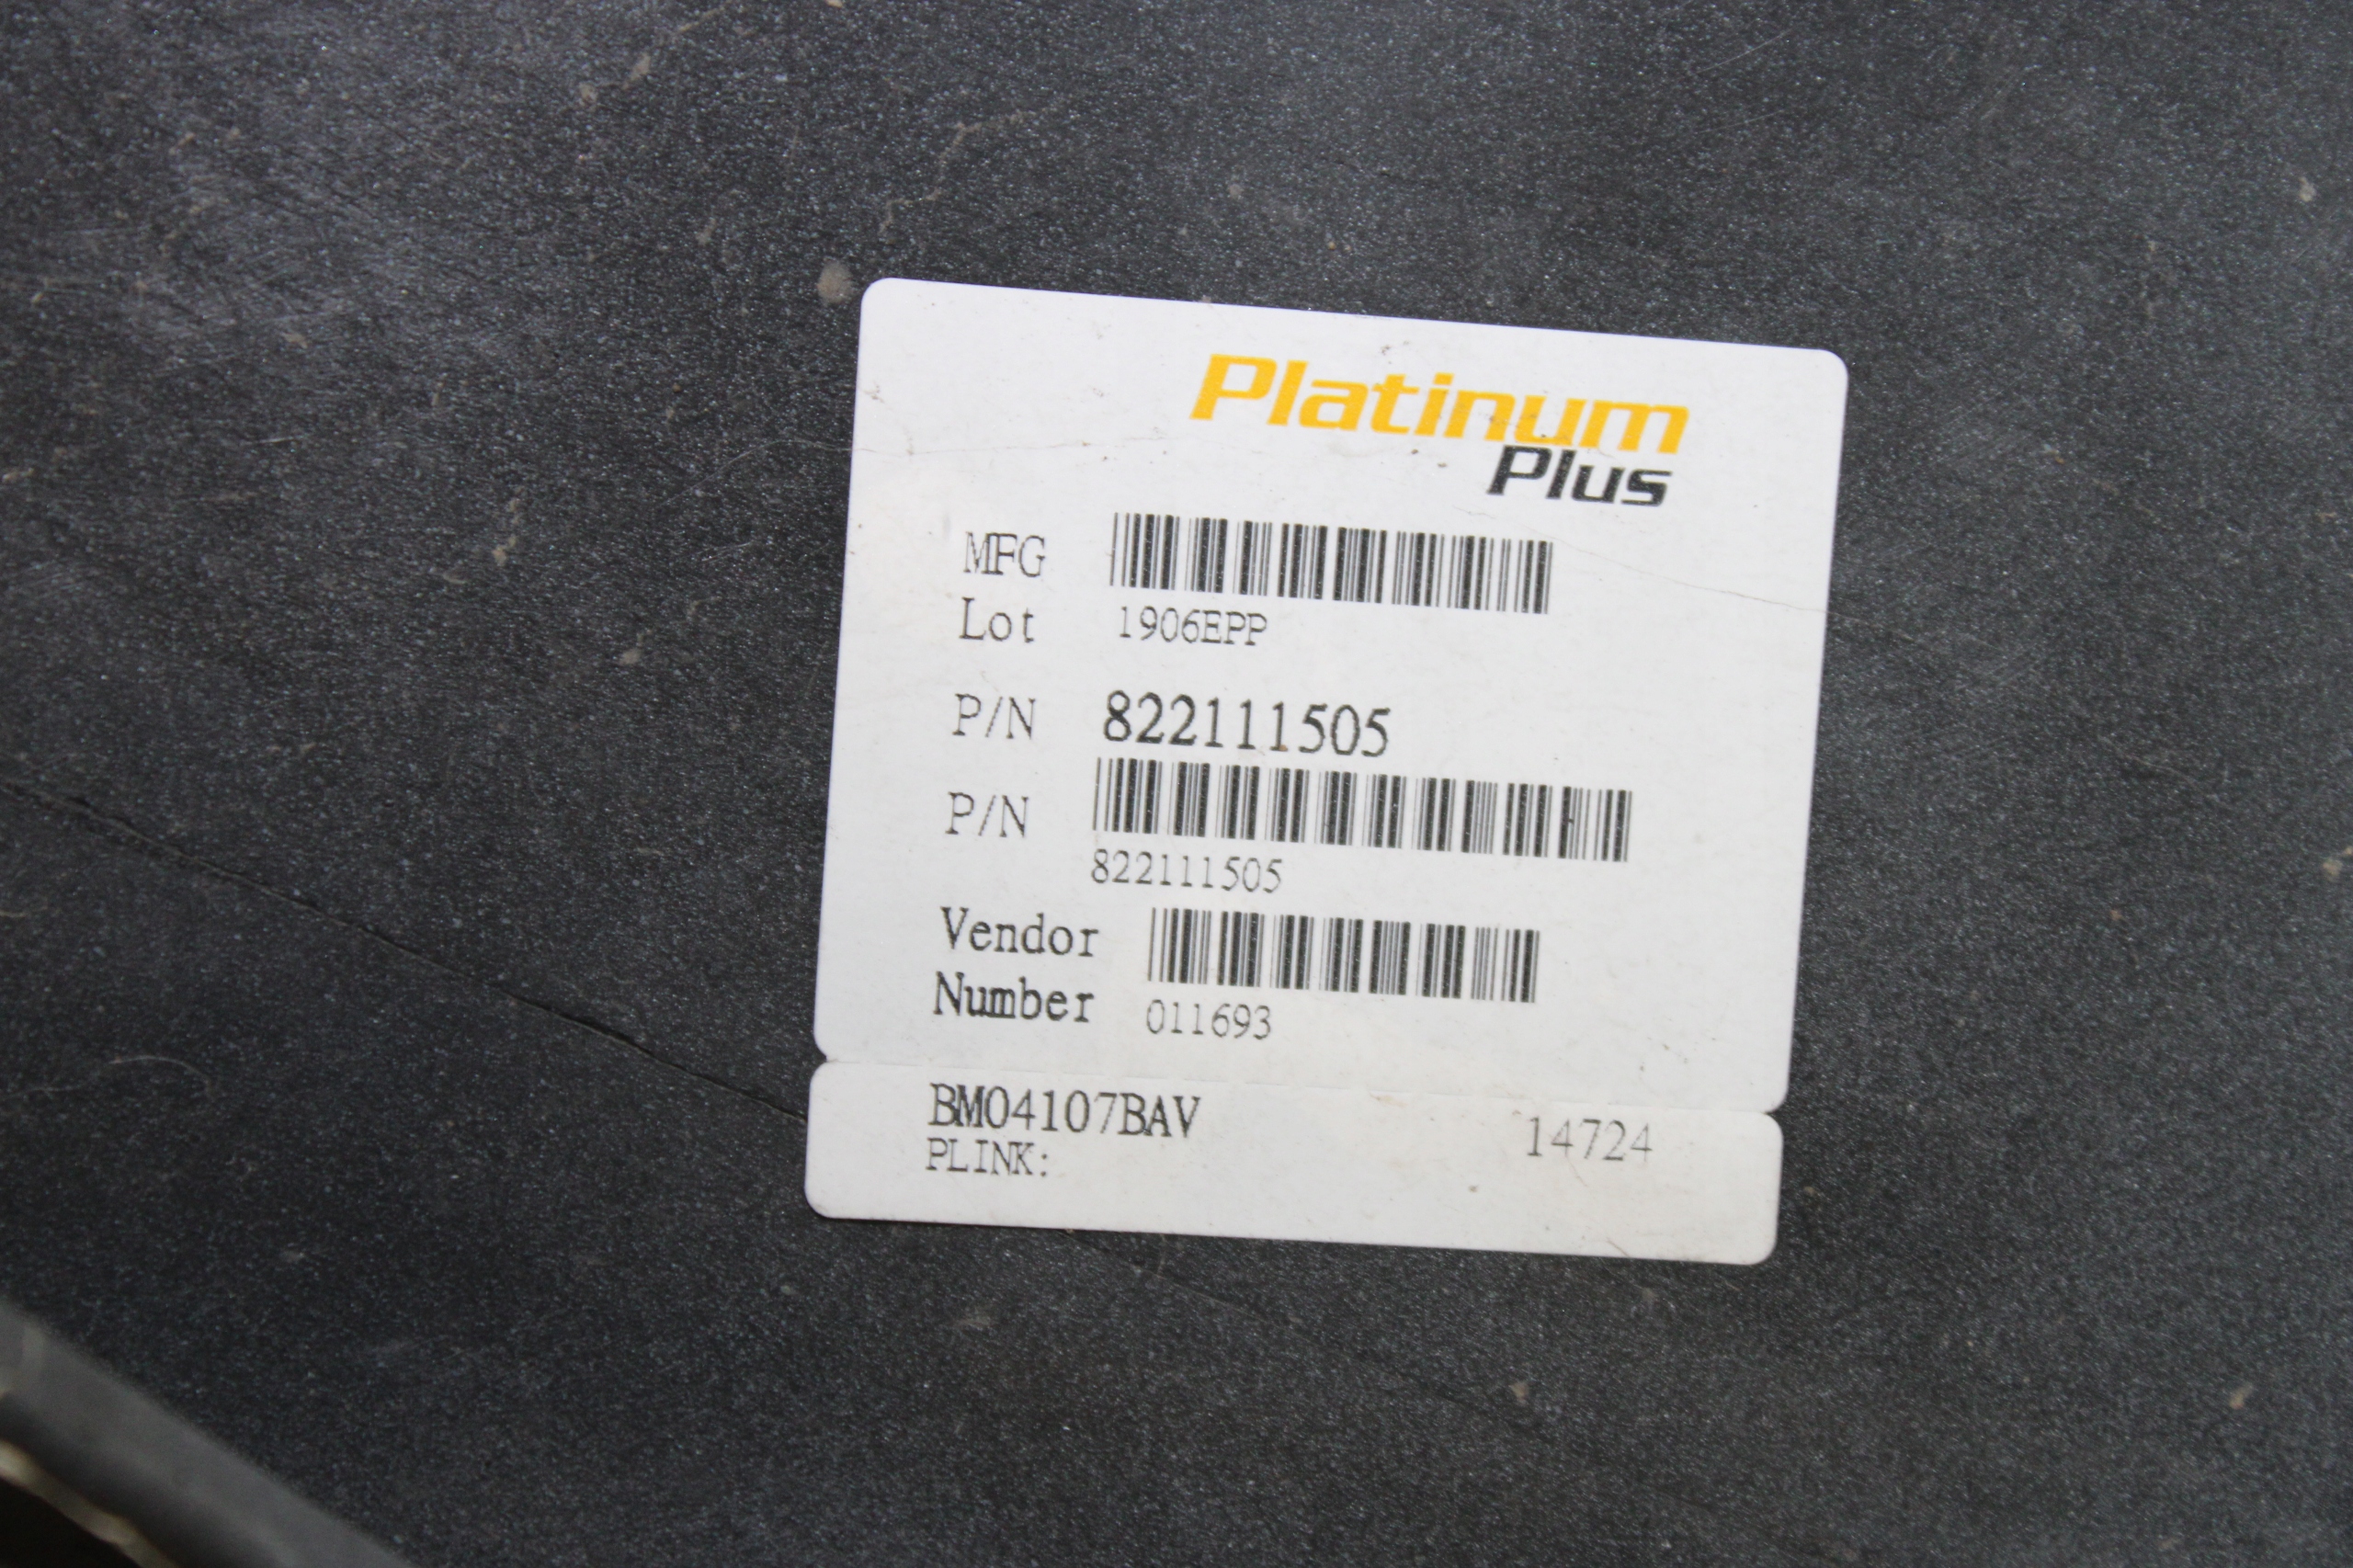 Platinum
Plus
MFG
Lot 1906EPP
P/N 822111505
P/N
822111505
Vendor
Number 011693
BM04107BAV 14724
PLINK: